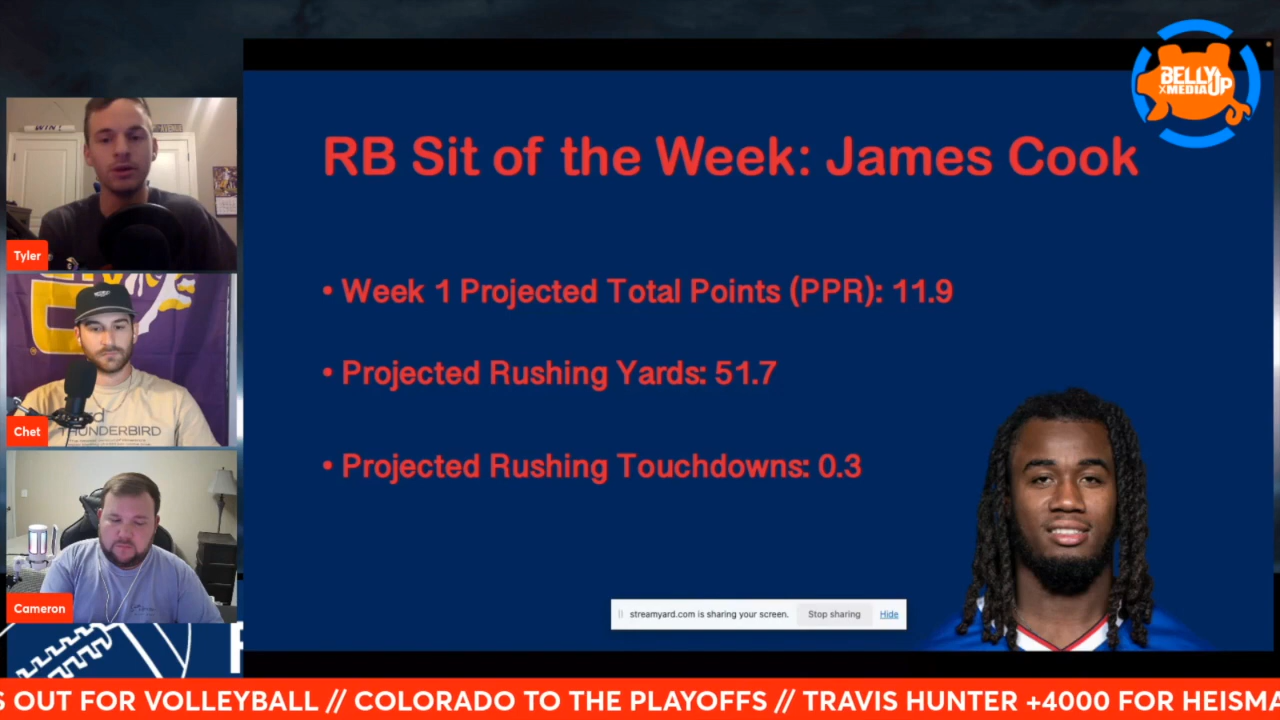 BELLY UP
X MEDIA
RB Sit of the Week: James Cook
WIN!
Tyler
• Week 1 Projected Total Points (PPR): 11.9
• Projected Rushing Yards: 51.7
THUNDERBIRD
Chet
• Projected Rushing Touchdowns: 0.3
Cameron
streamyard.com is sharing your screen. Stop sharing Hide
S OUT FOR VOLLEYBALL // COLORADO TO THE PLAYOFFS // TRAVIS HUNTER +4000 FOR HEISMA